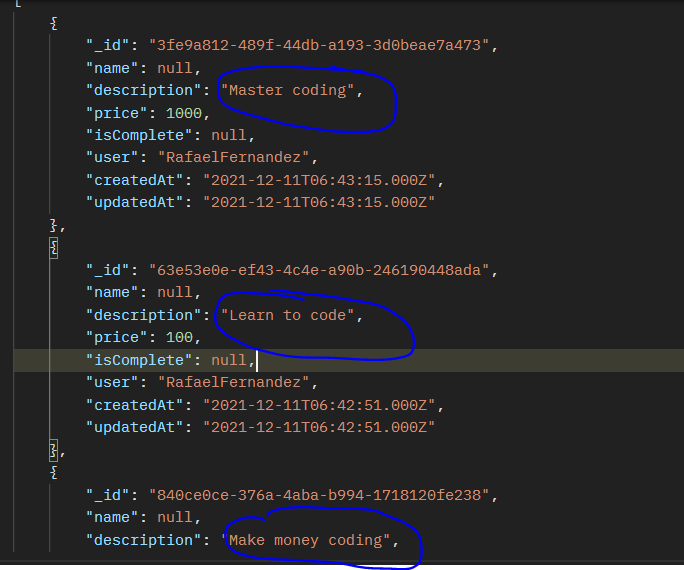 [
{
"_id": "3fe9a812-489f-44db-a193-3d0beae7a473",
"name": null,
"description": "Master coding",
"price": 1000,
"isComplete": null,
"user": "RafaelFernandez",
"createdAt": "2021-12-11T06:43:15.000Z",
"updatedAt": "2021-12-11T06:43:15.000Z"
},
{
"_id": "63e53e0e-ef43-4c4e-a90b-246190448ada",
"name": null,
"description": "Learn to code",
"price": 100,
"isComplete": null,
"user": "RafaelFernandez",
"createdAt": "2021-12-11T06:42:51.000Z",
"updatedAt": "2021-12-11T06:42:51.000Z"
},
{
"_id": "840ce0ce-376a-4aba-b994-1718120fe238",
"name": null,
"description": "Make money coding",